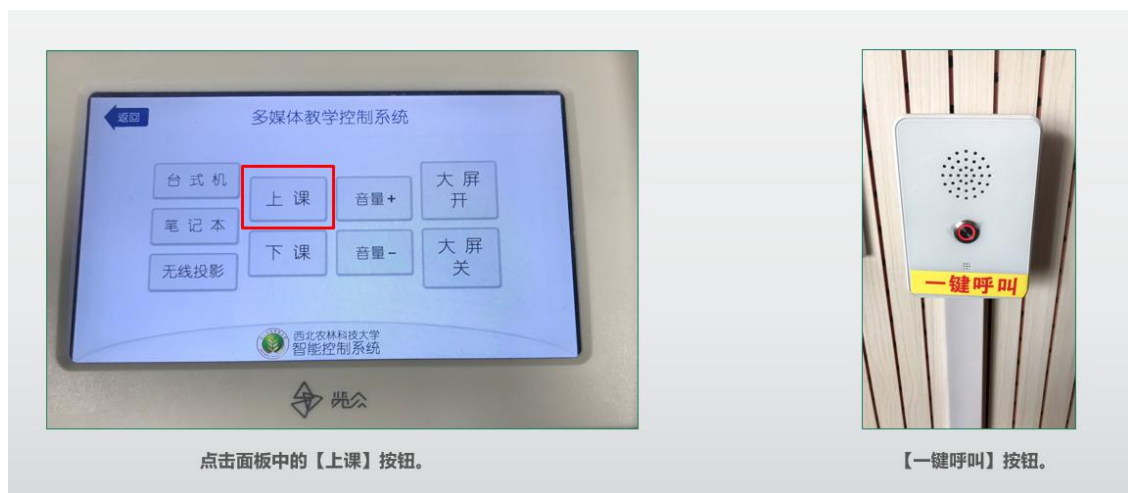 返回
多媒体教学控制系统
台式机
上课
音量+
大屏
开
笔记本
下课
音量-
大屏
关
无线投影
西北农林科技大学
智能控制系统
一键呼叫
点击面板中的【上课】按钮。
【一键呼叫】按钮。